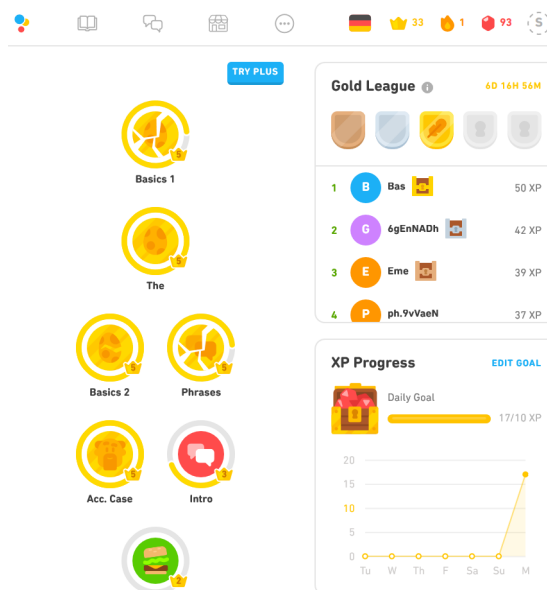 33
1
93
S
TRY PLUS
5
Basics 1
5
The
5
Basics 2
5
Phrases
5
Acc. Case
3
Intro
2
Gold League
6D 16H 56M
1 B Bas 50 XP
2 G 6gEnNADh 42 XP
3 E Eme 39 XP
4 P ph.9vVaeN 37 XP
XP Progress
EDIT GOAL
Daily Goal
17/10 XP
20
15
10
5
0
Tu W Th F Sa Su M